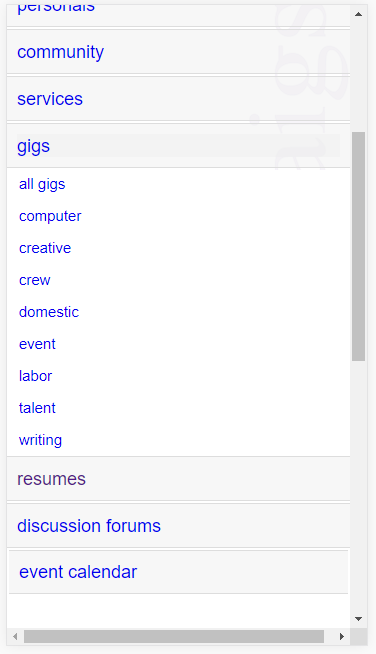 personals
community
services
gigs
gigs
all gigs
computer
creative
crew
domestic
event
labor
talent
writing
resumes
discussion forums
event calendar